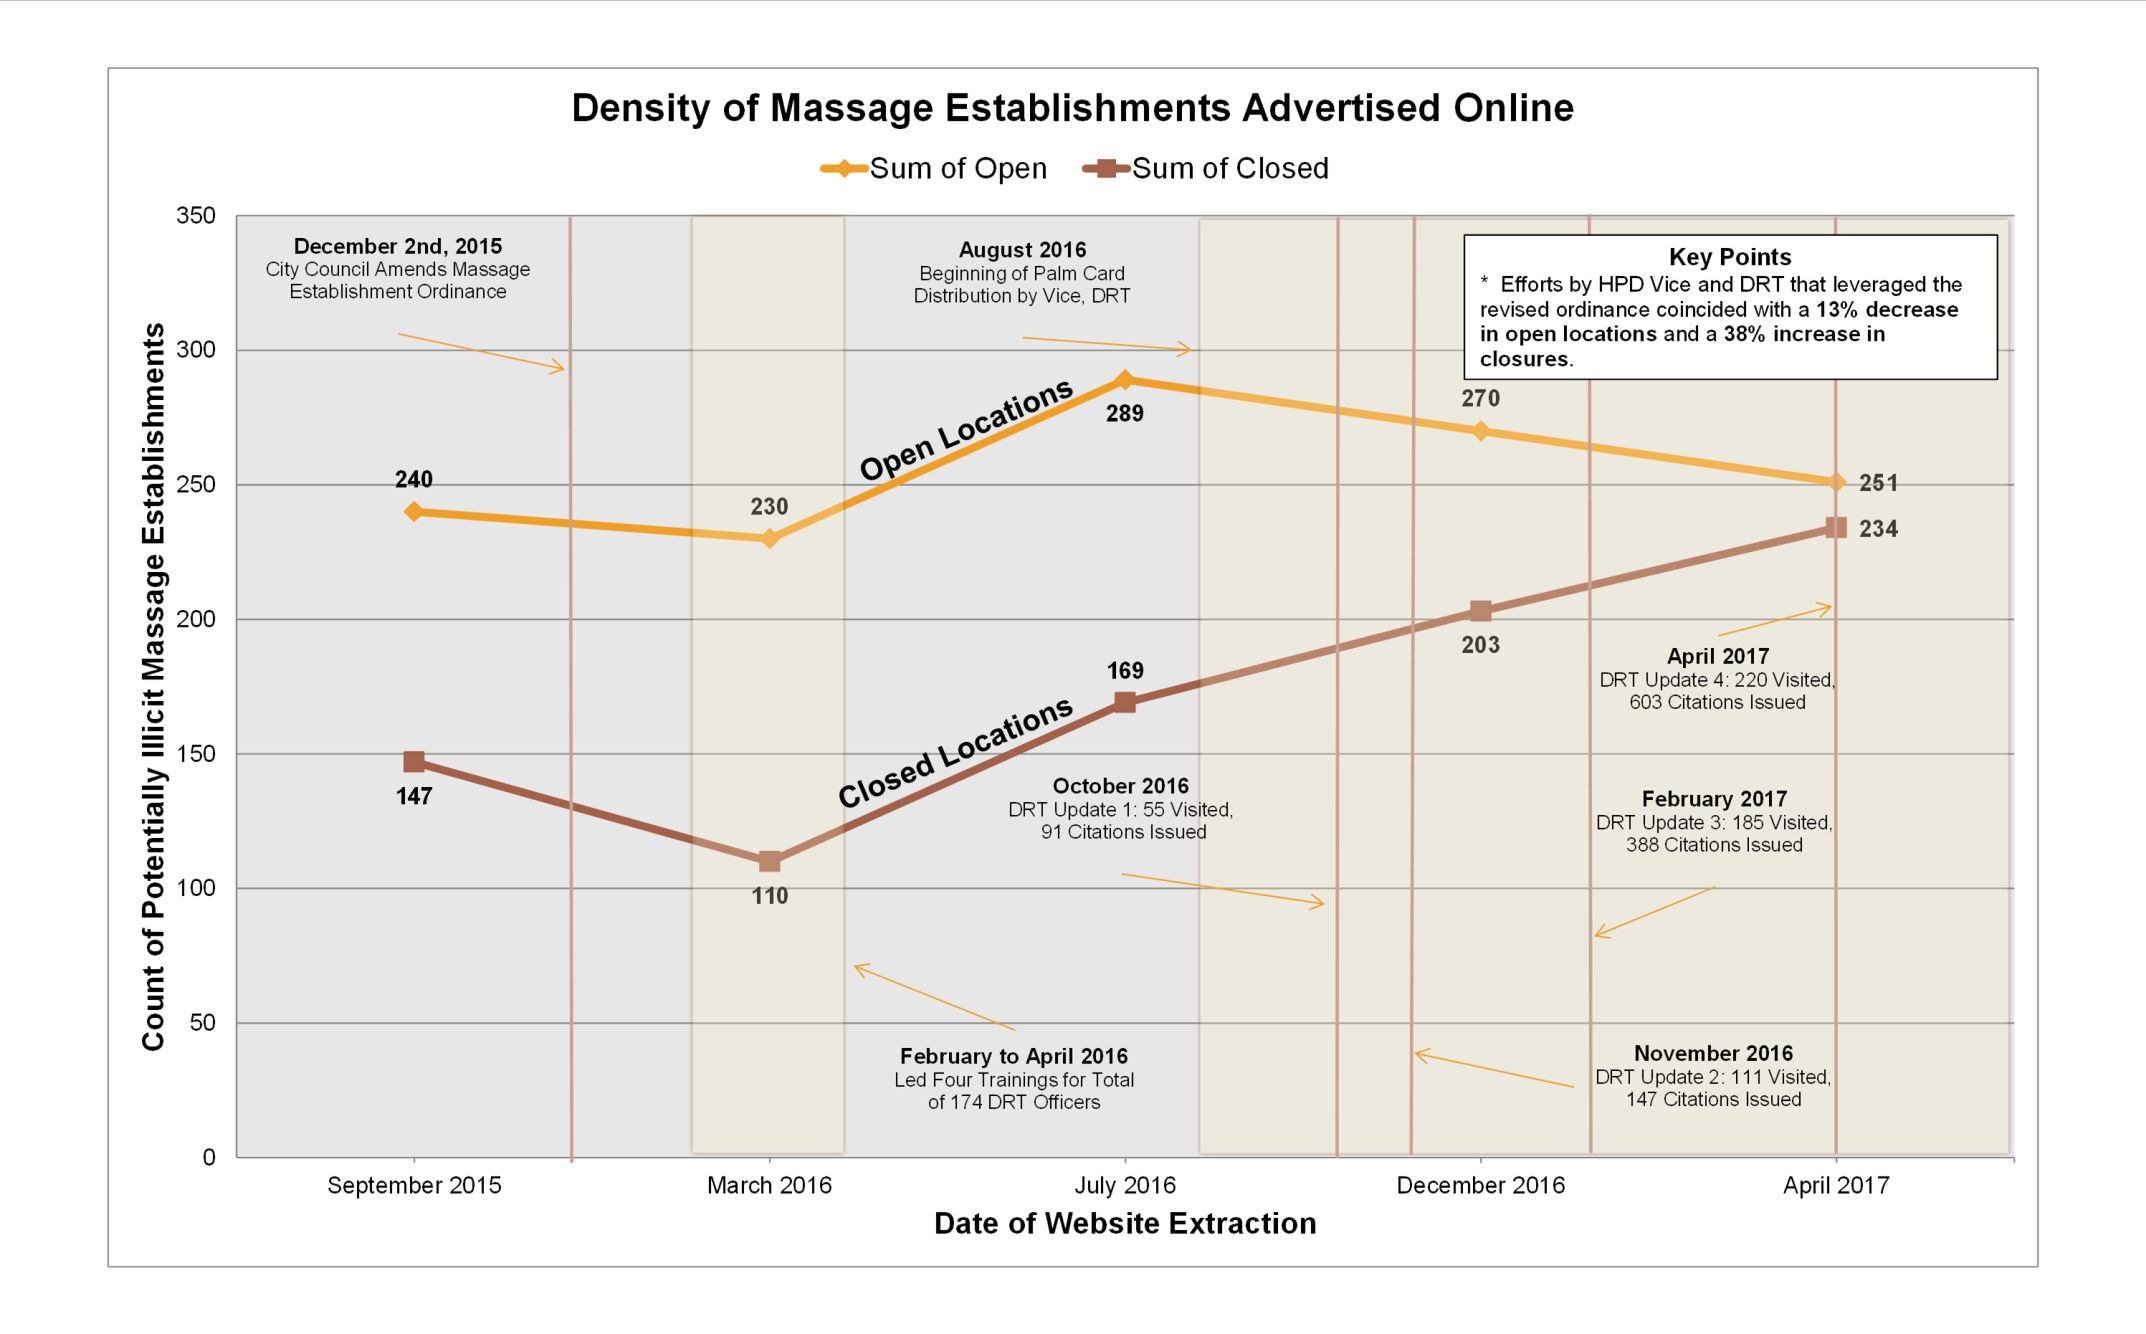 Density of Massage Establishments Advertised Online
Sum of Open
Sum of Closed
Count of Potentially Illicit Massage Establishments
350
300
250
200
150
100
50
0
December 2nd, 2015
City Council Amends Massage
Establishment Ordinance
August 2016
Beginning of Palm Card
Distribution by Vice, DRT
Key Points
* Efforts by HPD Vice and DRT that leveraged the
revised ordinance coincided with a 13% decrease
in open locations and a 38% increase in
closures.
Open Locations
240
230
289
270
251
Closed Locations
147
110
169
203
234
April 2017
DRT Update 4: 220 Visited,
603 Citations Issued
October 2016
DRT Update 1: 55 Visited,
91 Citations Issued
February 2017
DRT Update 3: 185 Visited,
388 Citations Issued
February to April 2016
Led Four Trainings for Total
of 174 DRT Officers
November 2016
DRT Update 2: 111 Visited,
147 Citations Issued
September 2015
March 2016
July 2016
December 2016
April 2017
Date of Website Extraction